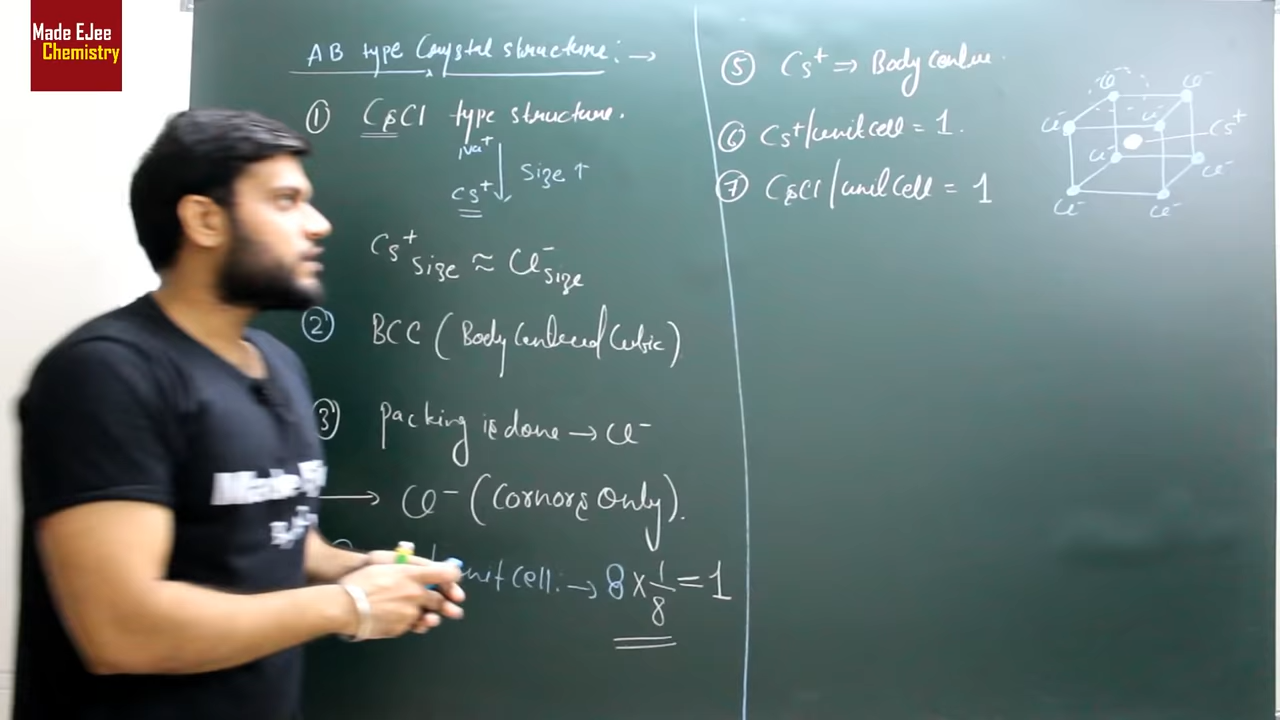 Made EJee
Chemistry
AB type Crystal structure:→
① CsCl type structure.
Na⁺
Size ↑
Cs⁺
Cs⁺ size ≈ Cl⁻ size
② BCC (Body Centered Cubic)
③ Packing is done → Cl⁻
→ Cl⁻ (Corners Only).
unit cell:→ 8 × 1/8 = 1
⑤ Cs⁺ ⇒ Body centre.
⑥ Cs⁺/unit cell = 1.
⑦ CsCl/unit Cell = 1
Cl⁻ Cl⁻
Cl⁻ Cl⁻ Cs⁺
Cl⁻ Cl⁻
Cl⁻ Cl⁻